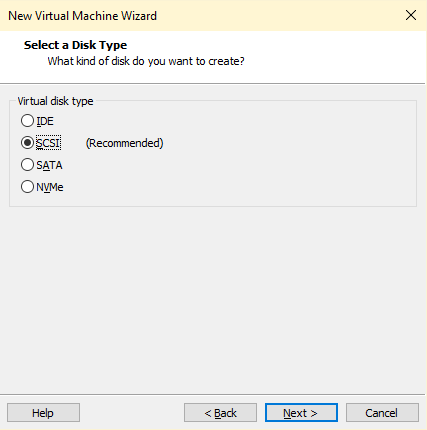 New Virtual Machine Wizard
Select a Disk Type
What kind of disk do you want to create?
Virtual disk type
IDE
SCSI (Recommended)
SATA
NVMe
Help < Back Next > Cancel